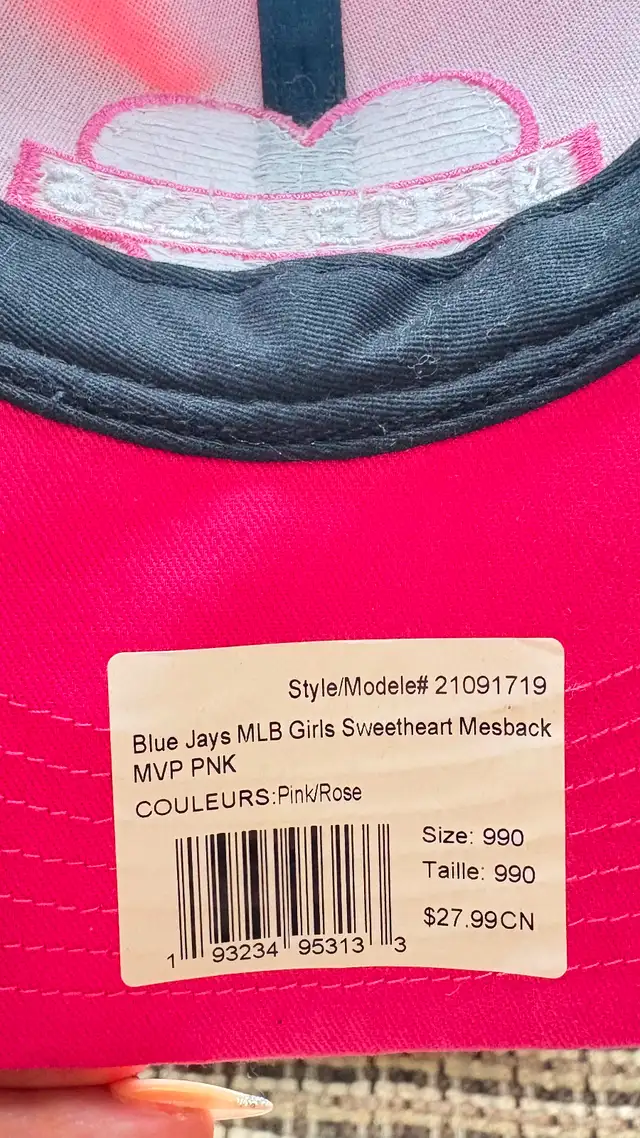 Style/Modele# 21091719
Blue Jays MLB Girls Sweetheart Mesback
MVP PNK
COULEURS:Pink/Rose
Size: 990
Taille: 990
$27.99CN
1 93234 95313 3